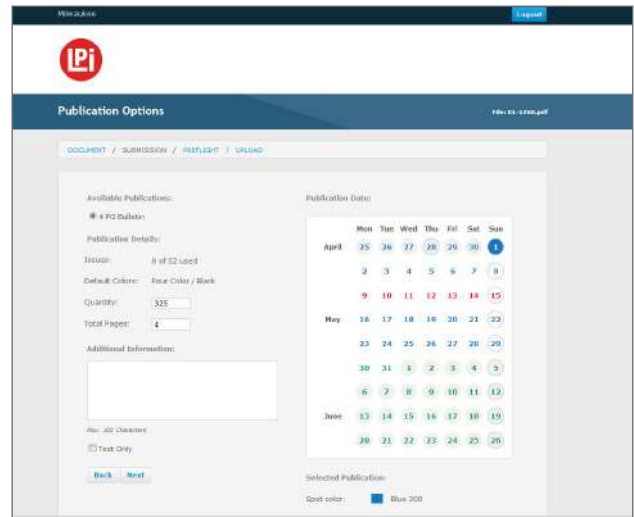 Milwaukee
Logout
LPi
Publication Options
File: 01-1288.pdf
DOCUMENT / SUBMISSION / PREFLIGHT / UPLOAD
Available Publications:
4 PG Bulletin
Publication Details:
Issues: 8 of 52 used
Default Colors: Four Color / Black
Quantity: 325
Total Pages: 4
Additional Information:
Max: 300 Characters
Text Only
Back Next
Publication Date:
Mon Tue Wed Thu Fri Sat Sun
April 25 26 27 28 29 30 1
2 3 4 5 6 7 8
9 10 11 12 13 14 15
May 16 17 18 19 20 21 22
23 24 25 26 27 28 29
30 31 1 2 3 4 5
6 7 8 9 10 11 12
June 13 14 15 16 17 18 19
20 21 22 23 24 25 26
Selected Publication:
Spot color: Blue 300